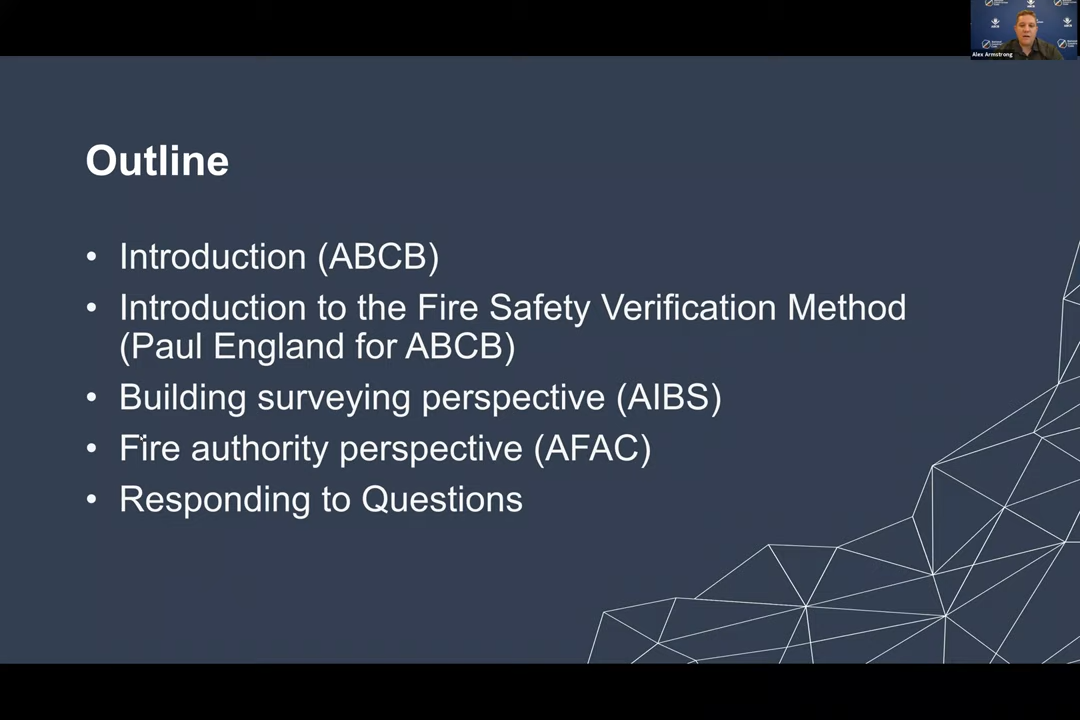 Alex Armstrong
Outline
• Introduction (ABCB)
• Introduction to the Fire Safety Verification Method
(Paul England for ABCB)
• Building surveying perspective (AIBS)
• Fire authority perspective (AFAC)
• Responding to Questions